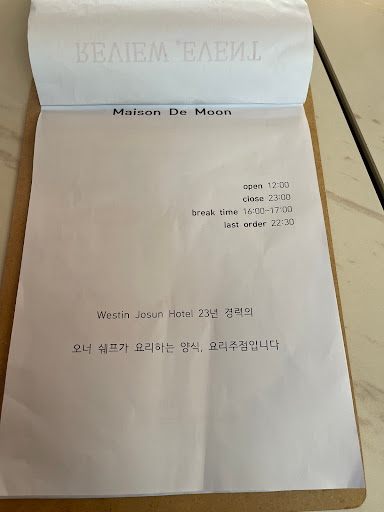 REVIEW EVENT
Maison De Moon
open 12:00
close 23:00
break time 16:00~17:00
last order 22:30
Westin Josun Hotel 23년 경력의
오너 쉐프가 요리하는 양식, 요리주점입니다